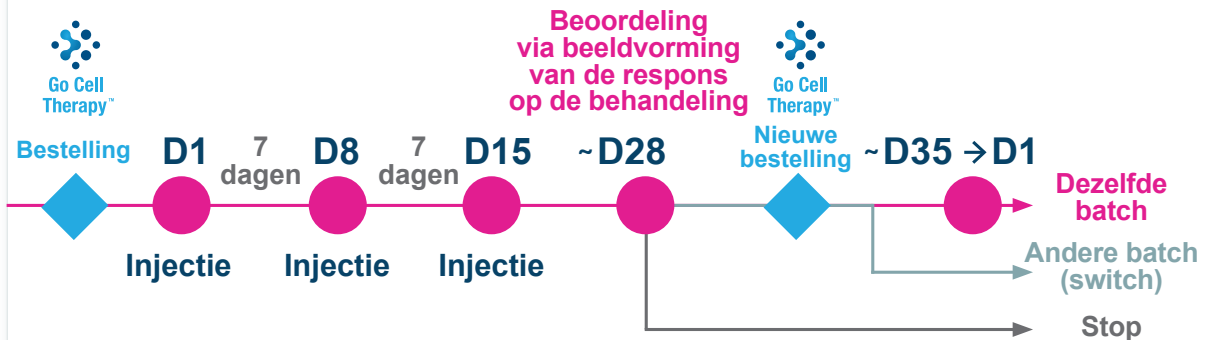 Go Cell
Therapy™
Bestelling
D1
7
dagen
D8
7
dagen
D15
Beoordeling
via beeldvorming
van de respons
op de behandeling
~D28
Go Cell
Therapy™
Nieuwe
bestelling
~D35 → D1
Injectie
Injectie
Injectie
Dezelfde
batch
Andere batch
(switch)
Stop